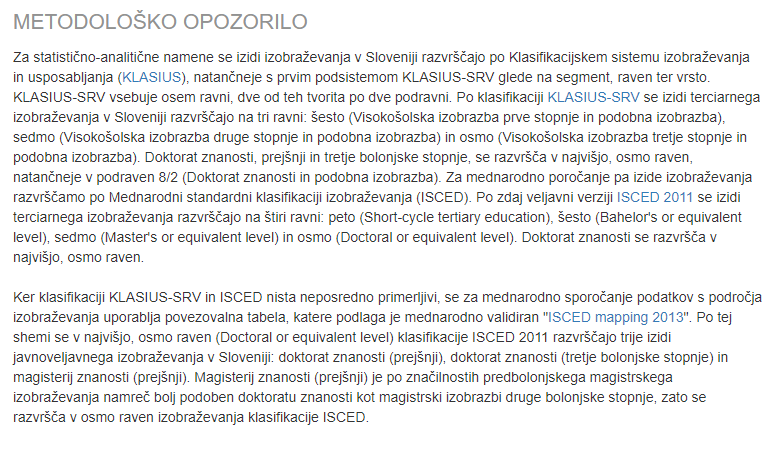 METODOLOŠKO OPOZORILO
Za statistično-analitične namene se izidi izobraževanja v Sloveniji razvrščajo po Klasifikacijskem sistemu izobraževanja
in usposabljanja (KLASIUS), natančneje s prvim podsistemom KLASIUS-SRV glede na segment, raven ter vrsto.
KLASIUS-SRV vsebuje osem ravni, dve od teh tvorita po dve podravni. Po klasifikaciji KLASIUS-SRV se izidi terciarnega
izobraževanja v Sloveniji razvrščajo na tri ravni: šesto (Visokošolska izobrazba prve stopnje in podobna izobrazba),
sedmo (Visokošolska izobrazba druge stopnje in podobna izobrazba) in osmo (Visokošolska izobrazba tretje stopnje in
podobna izobrazba). Doktorat znanosti, prejšnji in tretje bolonjske stopnje, se razvršča v najvišjo, osmo raven,
natančneje v podraven 8/2 (Doktorat znanosti in podobna izobrazba). Za mednarodno poročanje pa izide izobraževanja
razvrščamo po Mednarodni standardni klasifikaciji izobraževanja (ISCED). Po zdaj veljavni verziji ISCED 2011 se izidi
terciarnega izobraževanja razvrščajo na štiri ravni: peto (Short-cycle tertiary education), šesto (Bahelor's or equivalent
level), sedmo (Master's or equivalent level) in osmo (Doctoral or equivalent level). Doktorat znanosti se razvršča v
najvišjo, osmo raven.
Ker klasifikaciji KLASIUS-SRV in ISCED nista neposredno primerljivi, se za mednarodno sporočanje podatkov s področja
izobraževanja uporablja povezovalna tabela, katere podlaga je mednarodno validiran "ISCED mapping 2013". Po tej
shemi se v najvišjo, osmo raven (Doctoral or equivalent level) klasifikacije ISCED 2011 razvrščajo trije izidi
javnoveljavnega izobraževanja v Sloveniji: doktorat znanosti (prejšnji), doktorat znanosti (tretje bolonjske stopnje) in
magisterij znanosti (prejšnji). Magisterij znanosti (prejšnji) je po značilnostih predbolonjskega magistrskega
izobraževanja namreč bolj podoben doktoratu znanosti kot magistrski izobrazbi druge bolonjske stopnje, zato se
razvršča v osmo raven izobraževanja klasifikacije ISCED.